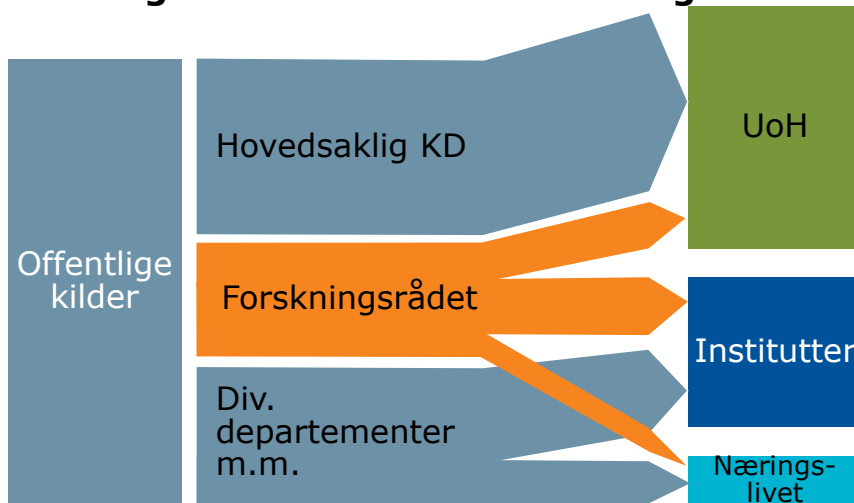 Offentlige
kilder
Hovedsaklig KD
Forskningsrådet
Div.
departementer
m.m.
UoH
Institutter
Nærings-
livet